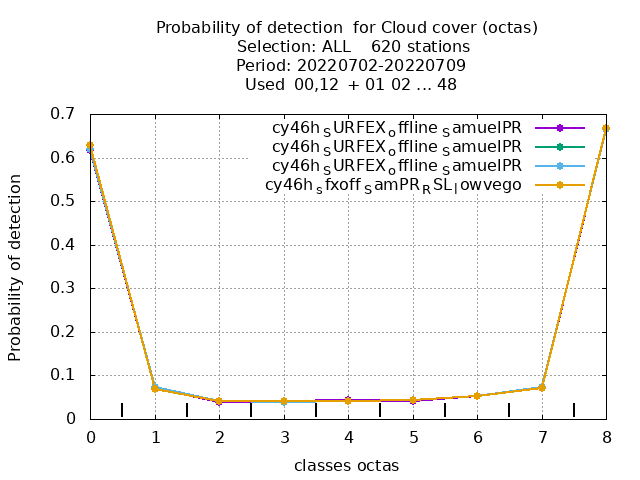 Probability of detection  for Cloud cover (octas)
Selection: ALL    620 stations
Period: 20220702-20220709
Used  00,12  + 01 02 ... 48
cy46h_SURFEX_offline_SamuelPR
cy46h_SURFEX_offline_SamuelPR
cy46h_SURFEX_offline_SamuelPR
cy46h_sfxoff_SamPR_RSL_lowvego
Probability of detection
0.7
0.6
0.5
0.4
0.3
0.2
0.1
0
0 1 2 3 4 5 6 7 8
classes octas